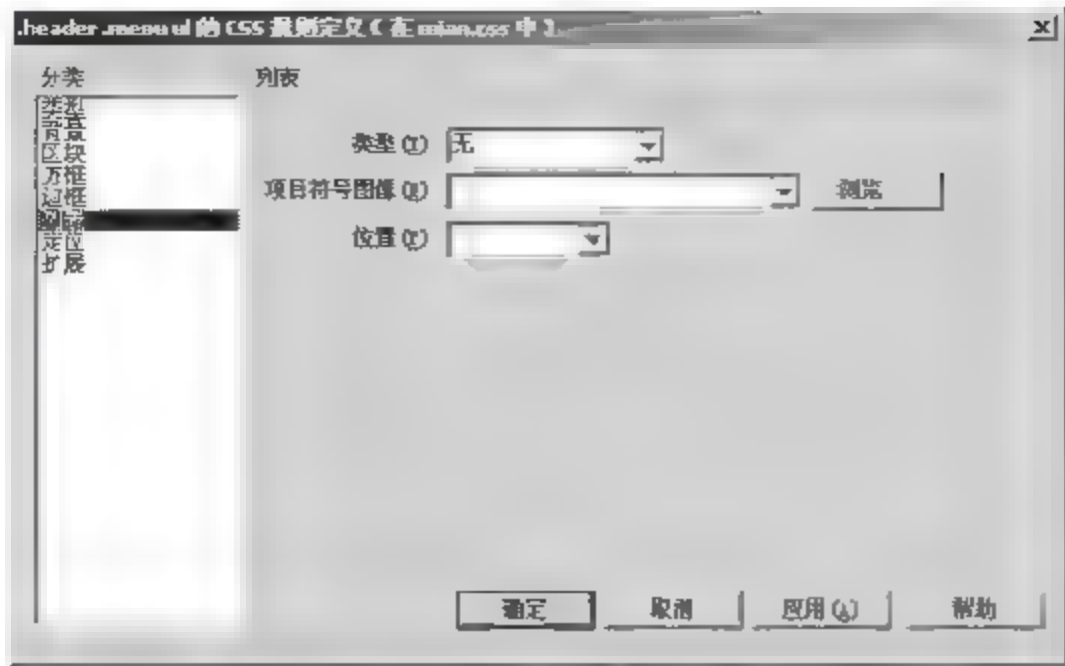 .header .menu ul 的 CSS 规则定义 ( 在 mian.css 中 )
分类
列表
类型
背景
区块
方框
边框
列表
定位
扩展
类型 (T)
无
项目符号图像 (B)
浏览
位置 (P)
确定
取消
应用 (A)
帮助